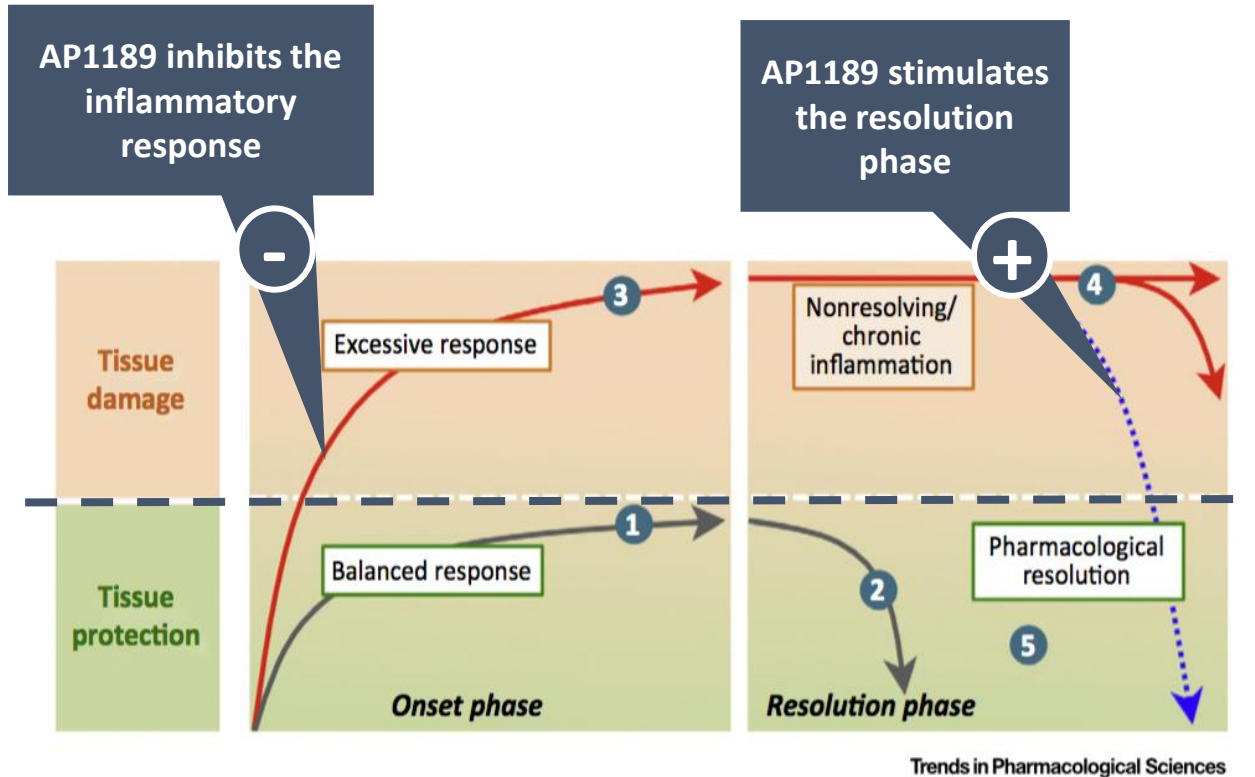 AP1189 inhibits the
inflammatory
response
-
AP1189 stimulates
the resolution
phase
+
Tissue
damage
Excessive response
3
Nonresolving/
chronic
inflammation
4
Tissue
protection
Balanced response
1
2
Pharmacological
resolution
5
Onset phase
Resolution phase
Trends in Pharmacological Sciences